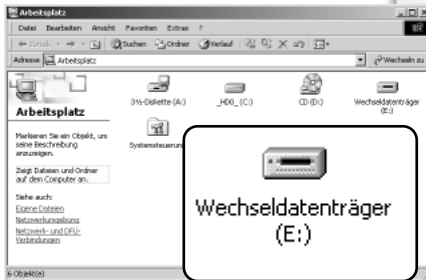 Arbeitsplatz
Datei Bearbeiten Ansicht Favoriten Extras ?
Zurück Suchen Ordner Verlauf
Adresse Arbeitsplatz Wechseln zu
Arbeitsplatz
Markieren Sie ein Objekt, um
seine Beschreibung
anzuzeigen.
Zeigt Dateien und Ordner
auf dem Computer an.
Siehe auch:
Eigene Dateien
Netzwerkumgebung
Netzwerk- und DFÜ-
Verbindungen
3½-Diskette (A:)
_HD0_ (C:)
CD (D:)
Wechseldatenträger
(E:)
Systemsteuerung
Wechseldatenträger
(E:)
6 Objekt(e)